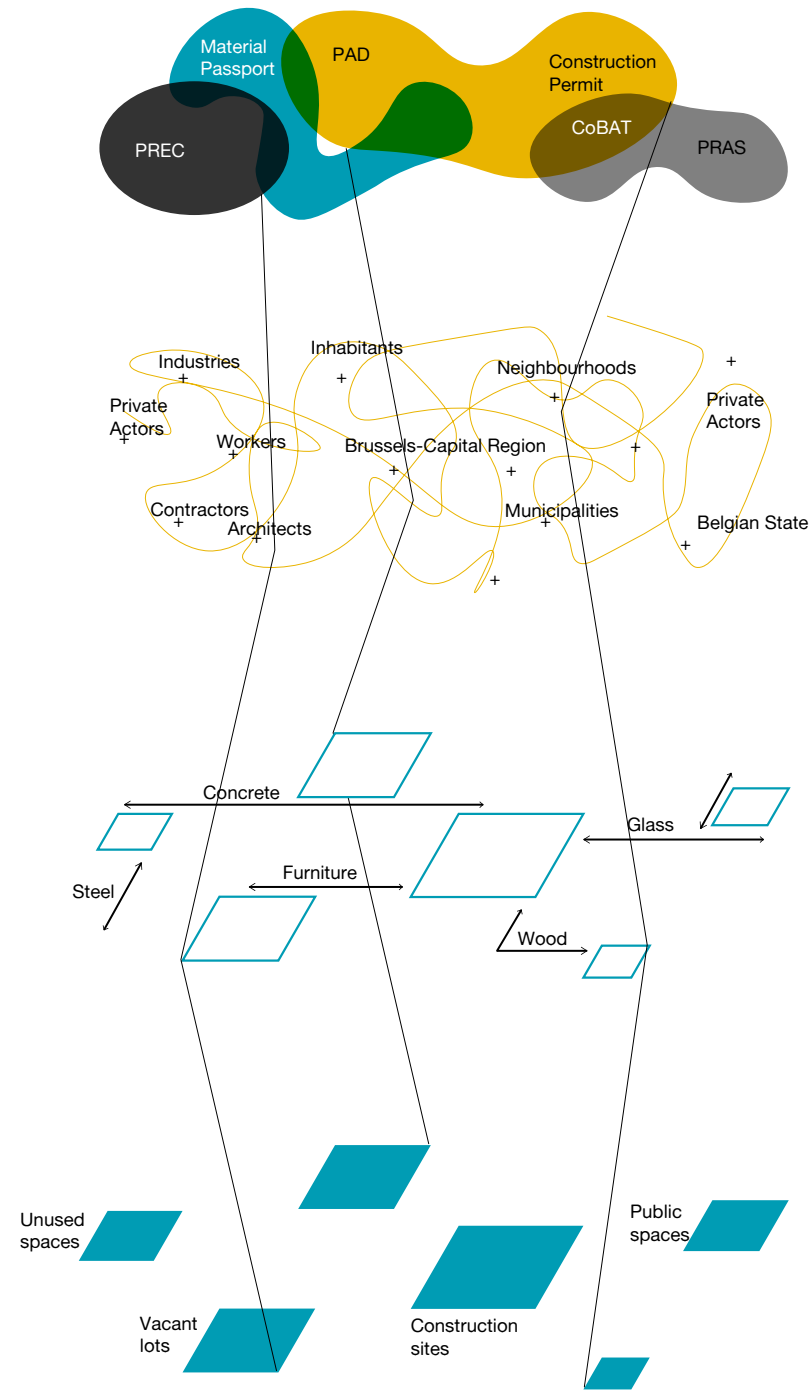 Material
Passport
PAD
Construction
Permit
CoBAT
PREC
PRAS
Inhabitants
Industries
Neighbourhoods
Private
Actors
Private
Actors
Workers
Brussels-Capital Region
Contractors
Architects
Municipalities
Belgian State
Concrete
Glass
Furniture
Steel
Wood
Unused
spaces
Public
spaces
Vacant
lots
Construction
sites